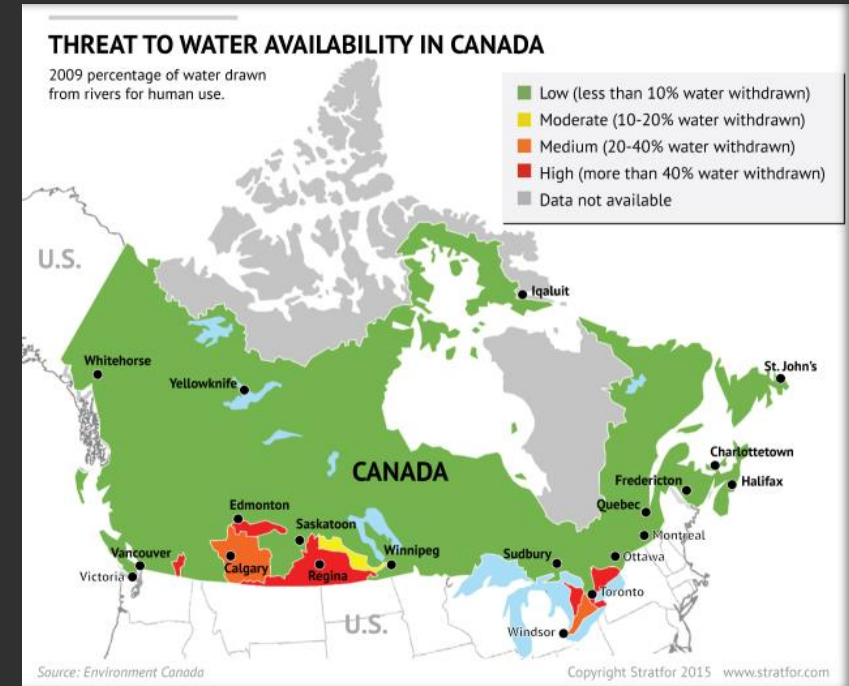 THREAT TO WATER AVAILABILITY IN CANADA
2009 percentage of water drawn
from rivers for human use.
Low (less than 10% water withdrawn)
Moderate (10-20% water withdrawn)
Medium (20-40% water withdrawn)
High (more than 40% water withdrawn)
Data not available
U.S.
Iqaluit
Whitehorse
Yellowknife
St. John's
CANADA
Charlottetown
Fredericton
Halifax
Edmonton
Quebec
Saskatoon
Montreal
Vancouver
Winnipeg
Sudbury
Ottawa
Calgary
Regina
Victoria
Toronto
U.S.
Windsor
Source: Environment Canada
Copyright Stratfor 2015 www.stratfor.com